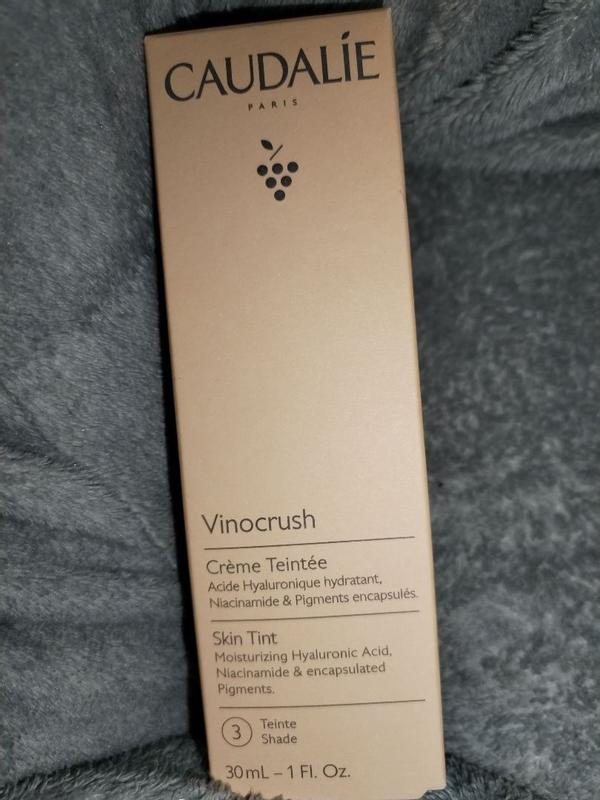 CAUDALÍE
PARIS
Vinocrush
Crème Teintée
Acide Hyaluronique hydratant,
Niacinamide & Pigments encapsulés.
Skin Tint
Moisturizing Hyaluronic Acid,
Niacinamide & encapsulated
Pigments.
3 Teinte
Shade
30mL – 1 Fl. Oz.